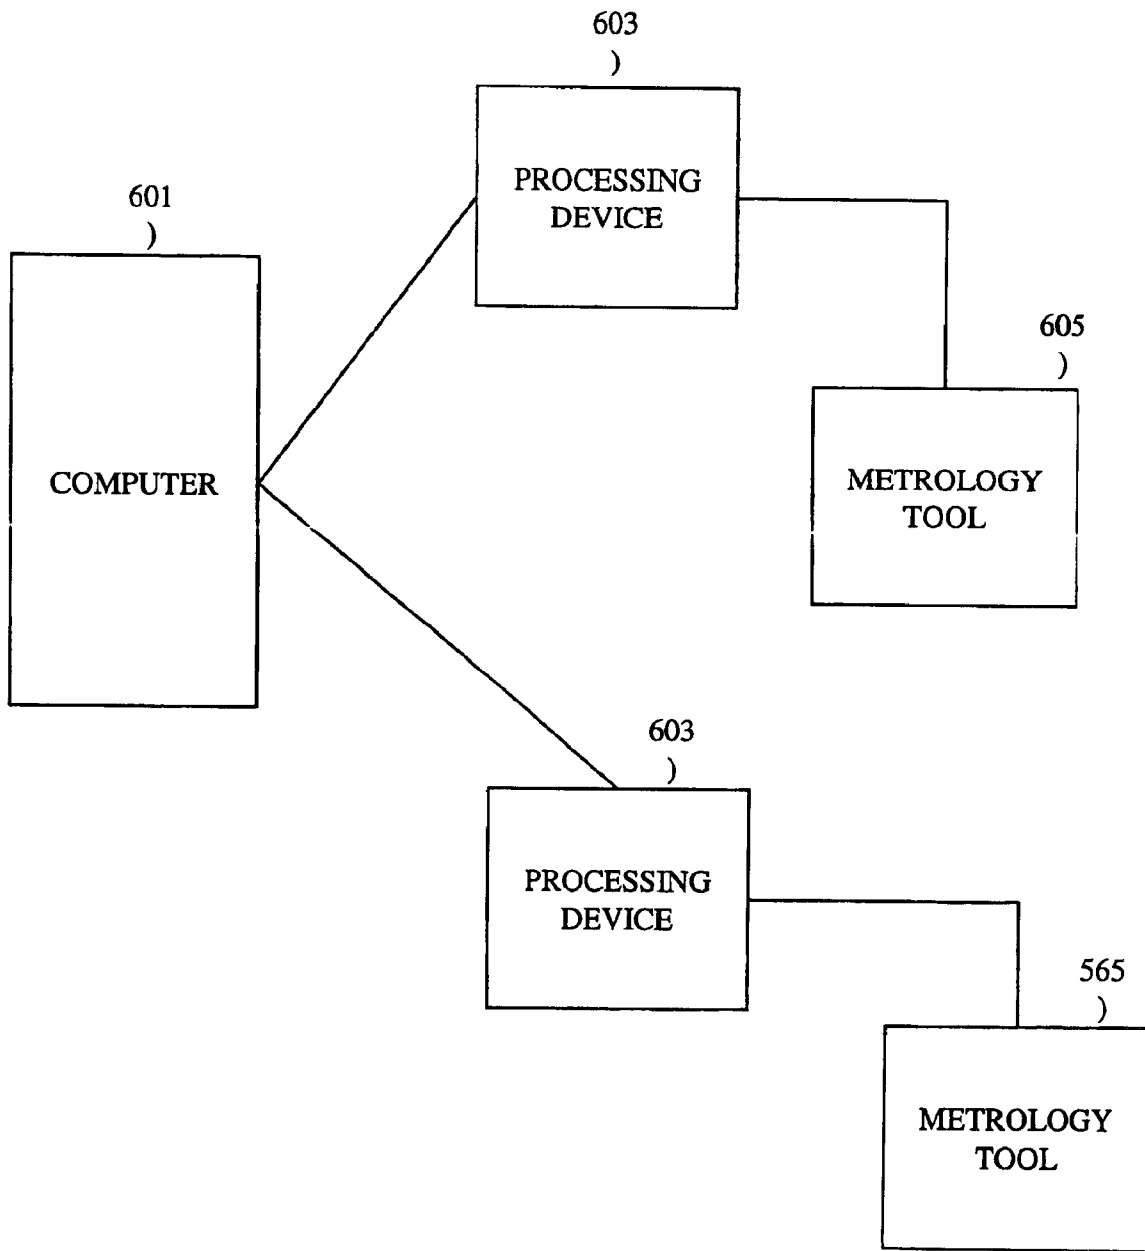 603
PROCESSING
DEVICE
601
COMPUTER
605
METROLOGY
TOOL
603
PROCESSING
DEVICE
565
METROLOGY
TOOL